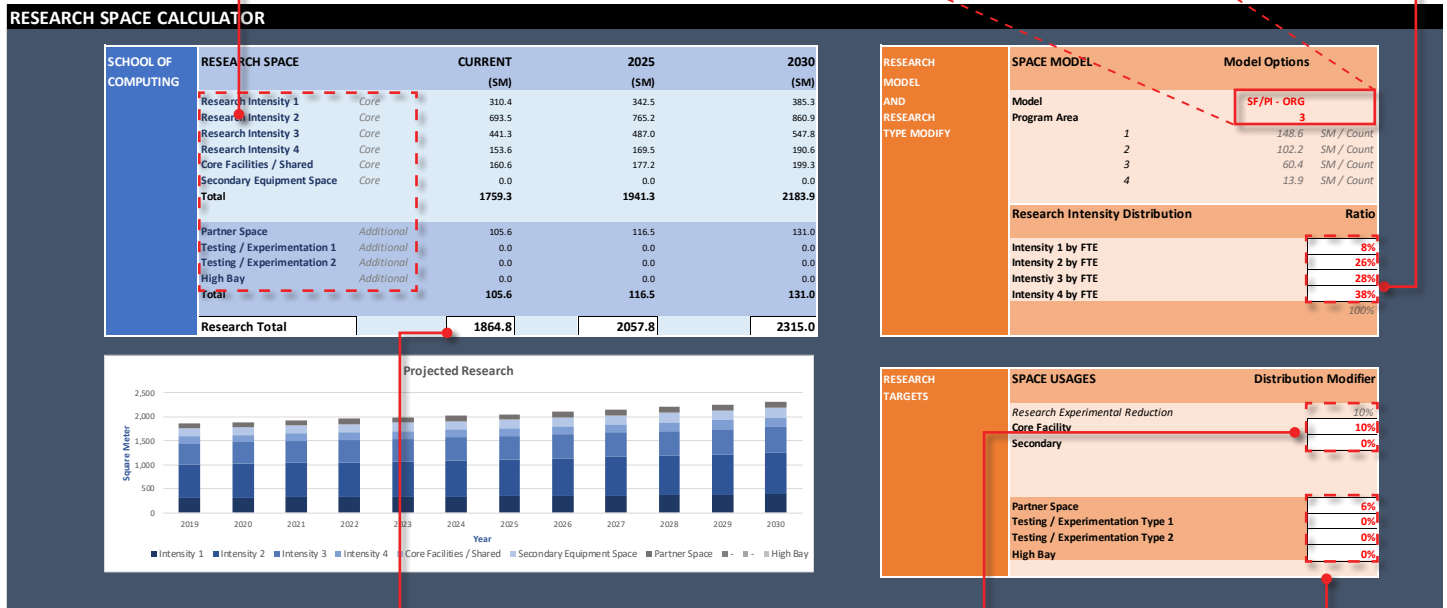 RESEARCH SPACE CALCULATOR
SCHOOL OF COMPUTING
RESEARCH SPACE CURRENT 2025 2030
(SM) (SM) (SM)
Research Intensity 1 Core 310.4 342.5 385.3
Research Intensity 2 Core 693.5 765.2 860.9
Research Intensity 3 Core 441.3 487.0 547.8
Research Intensity 4 Core 153.6 169.5 190.6
Core Facilities / Shared Core 160.6 177.2 199.3
Secondary Equipment Space Core 0.0 0.0 0.0
Total 1759.3 1941.3 2183.9
Partner Space Additional 105.6 116.5 131.0
Testing / Experimentation 1 Additional 0.0 0.0 0.0
Testing / Experimentation 2 Additional 0.0 0.0 0.0
High Bay Additional 0.0 0.0 0.0
Total 105.6 116.5 131.0
Research Total 1864.8 2057.8 2315.0
RESEARCH
MODEL
AND
RESEARCH
TYPE MODIFY
SPACE MODEL Model Options
Model SF/PI - ORG
Program Area 3
1 148.6 SM / Count
2 102.2 SM / Count
3 60.4 SM / Count
4 13.9 SM / Count
Research Intensity Distribution Ratio
Intensity 1 by FTE 8%
Intensity 2 by FTE 26%
Intenstiy 3 by FTE 28%
Intensity 4 by FTE 38%
100%
Projected Research
2,500
2,000
1,500
1,000
500
0
Square Meter
2019 2020 2021 2022 2023 2024 2025 2026 2027 2028 2029 2030
Year
Intensity 1 Intensity 2 Intensity 3 Intensity 4 Core Facilities / Shared Secondary Equipment Space Partner Space - - High Bay
RESEARCH
TARGETS
SPACE USAGES Distribution Modifier
Research Experimental Reduction 10%
Core Facility 10%
Secondary 0%
Partner Space 6%
Testing / Experimentation Type 1 0%
Testing / Experimentation Type 2 0%
High Bay 0%